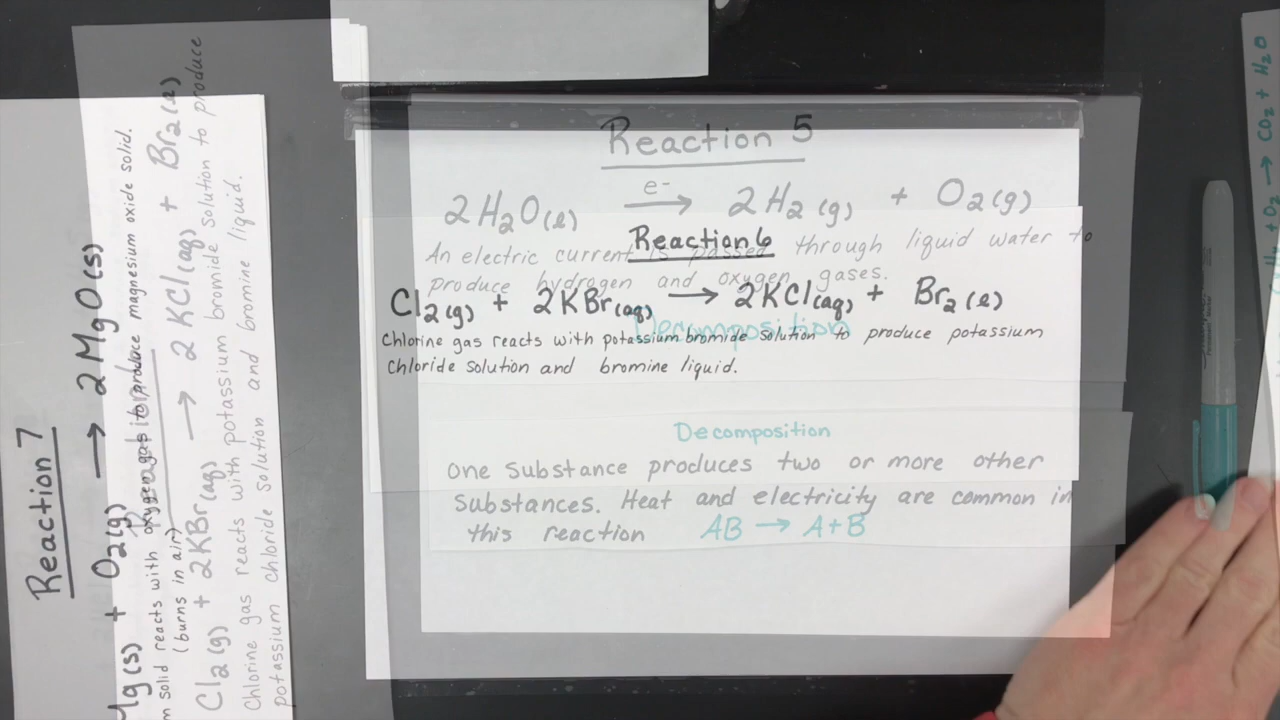 Reaction 5
2H₂O(l) e- → 2H₂(g) + O₂(g)
An electric current is passed through liquid water to
produce hydrogen and oxygen gases.
Decomposition
Reaction 6
Cl₂(g) + 2KBr(aq) → 2KCl(aq) + Br₂(l)
Chlorine gas reacts with potassium bromide solution to produce potassium
Chloride solution and bromine liquid.
Decomposition
One Substance produces two or more other
Substances. Heat and electricity are common in
this reaction AB → A+B
Reaction 7
Mg(s) + O₂(g) → 2MgO(s)
solid reacts with oxygen gas to produce magnesium oxide solid.
(burns in air)
Cl₂(g) + 2KBr(aq) → 2KCl(aq) + Br₂(l)
Chlorine gas reacts with potassium bromide solution to produce
potassium chloride solution and bromine liquid.
+ O₂ → CO₂ + H₂O